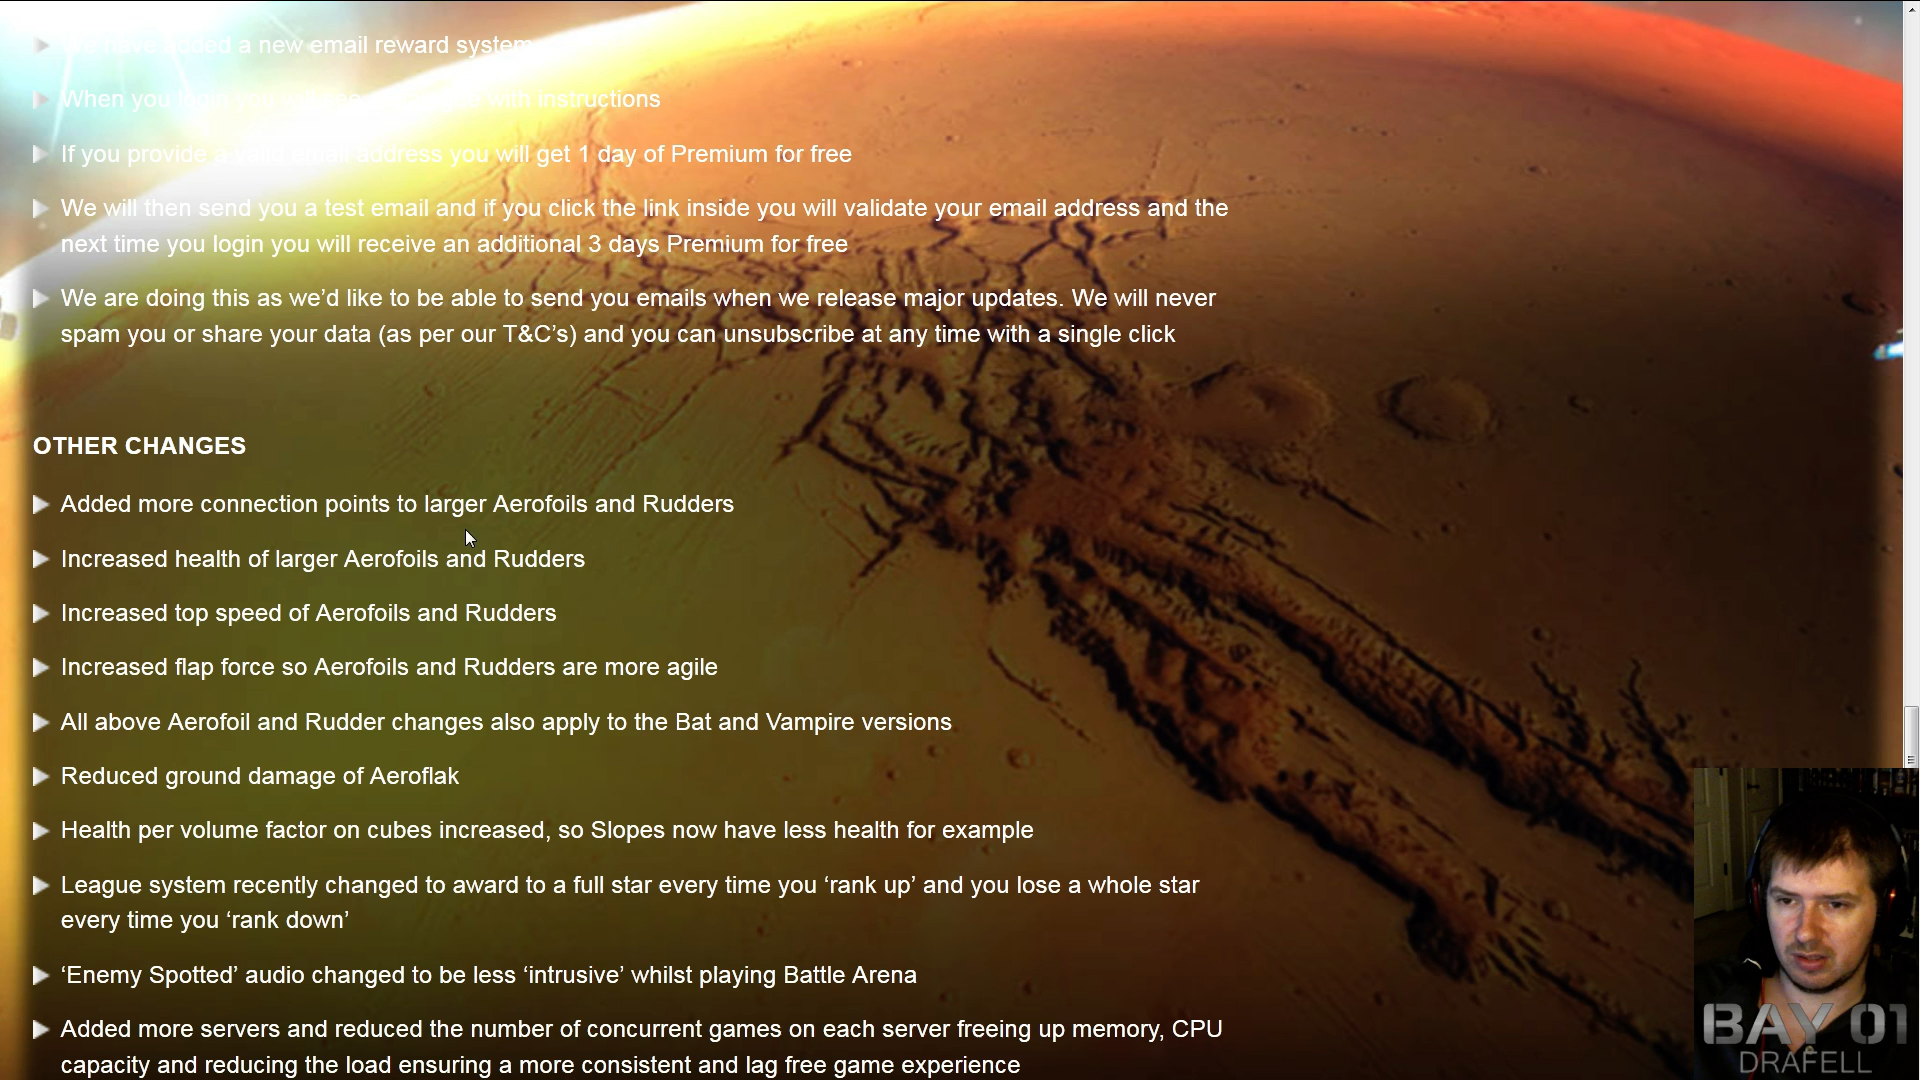 We have added a new email reward system
When you login you with instructions
If you provide a valid email address you will get 1 day of Premium for free
We will then send you a test email and if you click the link inside you will validate your email address and the
next time you login you will receive an additional 3 days Premium for free
We are doing this as we’d like to be able to send you emails when we release major updates. We will never
spam you or share your data (as per our T&C’s) and you can unsubscribe at any time with a single click
OTHER CHANGES
Added more connection points to larger Aerofoils and Rudders
Increased health of larger Aerofoils and Rudders
Increased top speed of Aerofoils and Rudders
Increased flap force so Aerofoils and Rudders are more agile
All above Aerofoil and Rudder changes also apply to the Bat and Vampire versions
Reduced ground damage of Aeroflak
Health per volume factor on cubes increased, so Slopes now have less health for example
League system recently changed to award to a full star every time you ‘rank up’ and you lose a whole star
every time you ‘rank down’
‘Enemy Spotted’ audio changed to be less ‘intrusive’ whilst playing Battle Arena
Added more servers and reduced the number of concurrent games on each server freeing up memory, CPU
capacity and reducing the load ensuring a more consistent and lag free game experience
BAY 01
DRAFELL